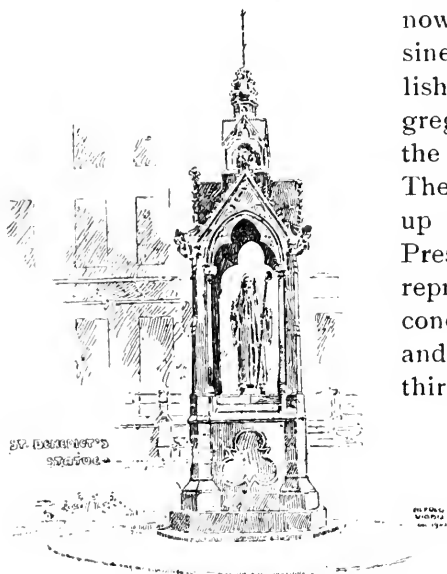 now
sine
lish
greg
the
The
up
Pres
repr
conc
and
thir
ST. BENEDICT'S
STATUE